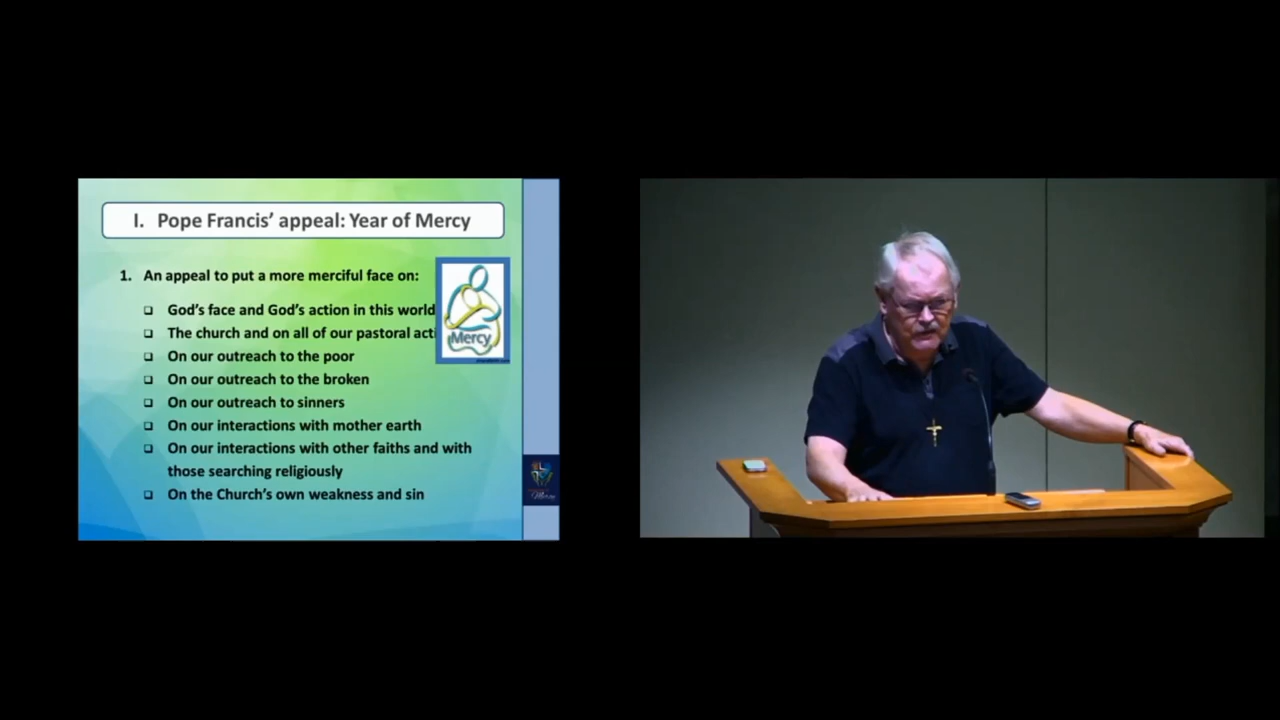 I. Pope Francis' appeal: Year of Mercy
1. An appeal to put a more merciful face on:
God's face and God's action in this world
The church and on all of our pastoral acti
On our outreach to the poor
On our outreach to the broken
On our outreach to sinners
On our interactions with mother earth
On our interactions with other faiths and with
those searching religiously
On the Church's own weakness and sin
Mercy
Mercy